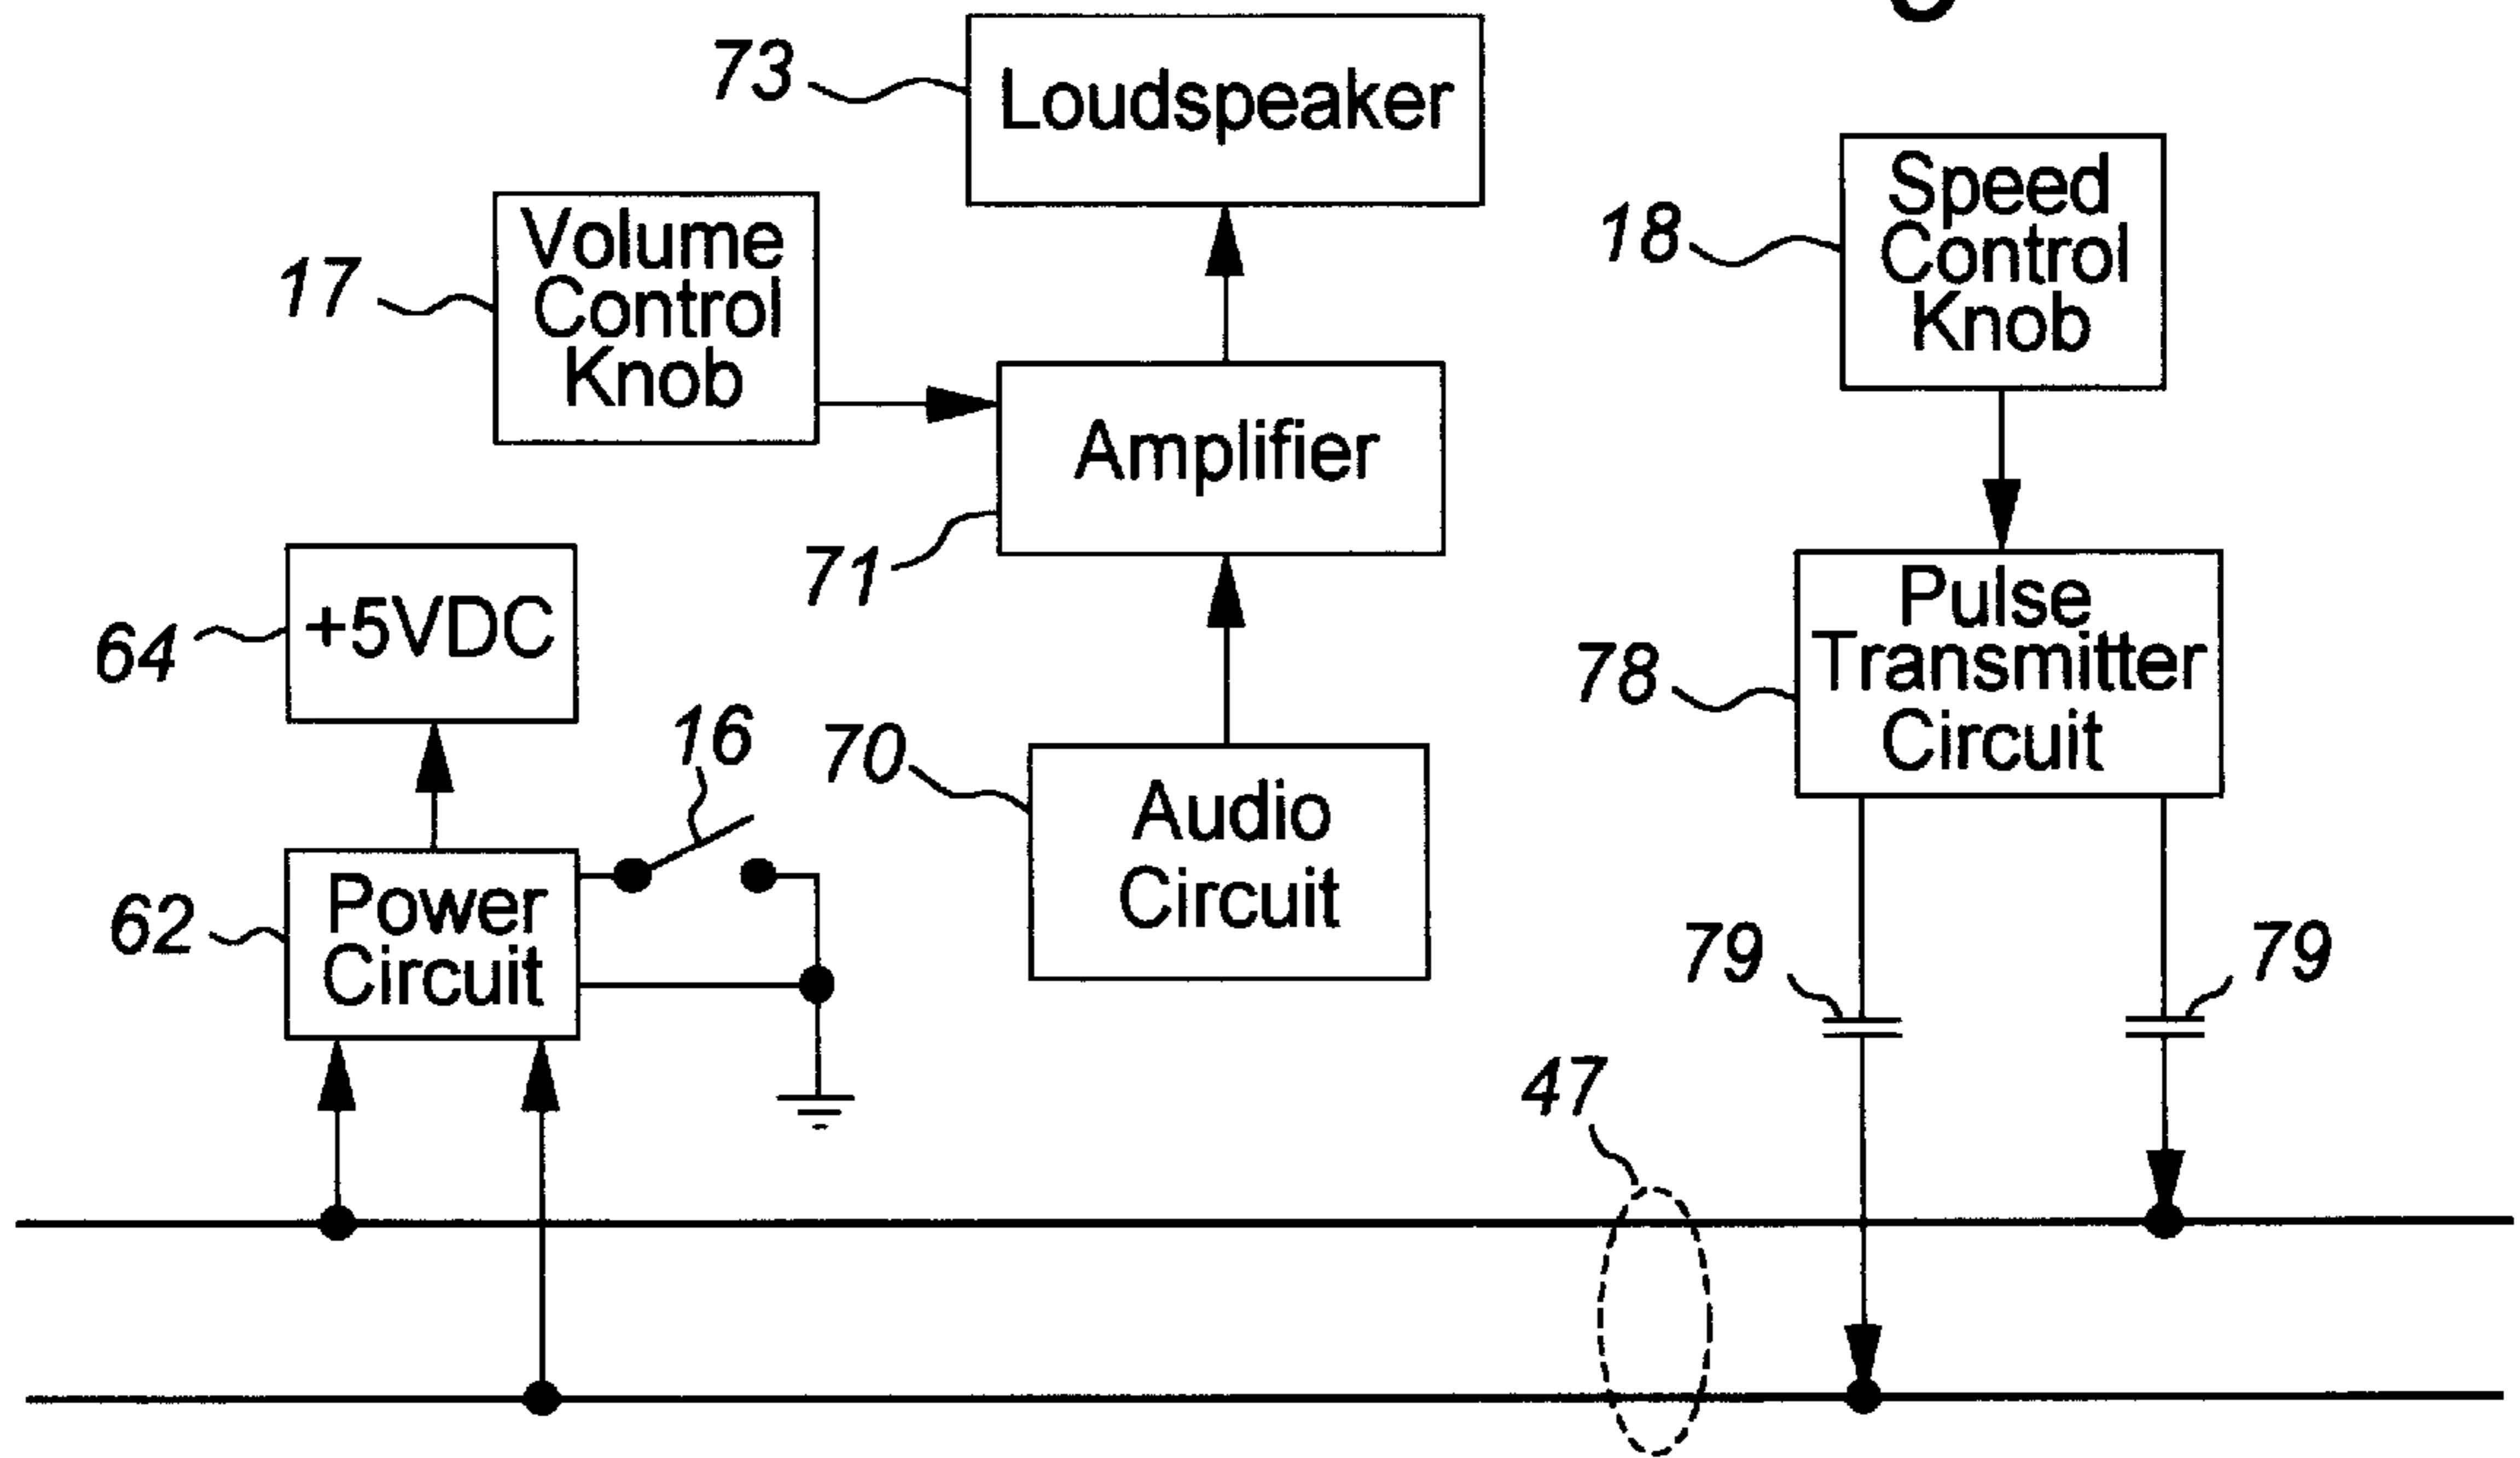 73
Loudspeaker
18
Speed
Control
Knob
17
Volume
Control
Knob
71
Amplifier
64
+5VDC
78
Pulse
Transmitter
Circuit
16
70
Audio
Circuit
62
Power
Circuit
79
79
47